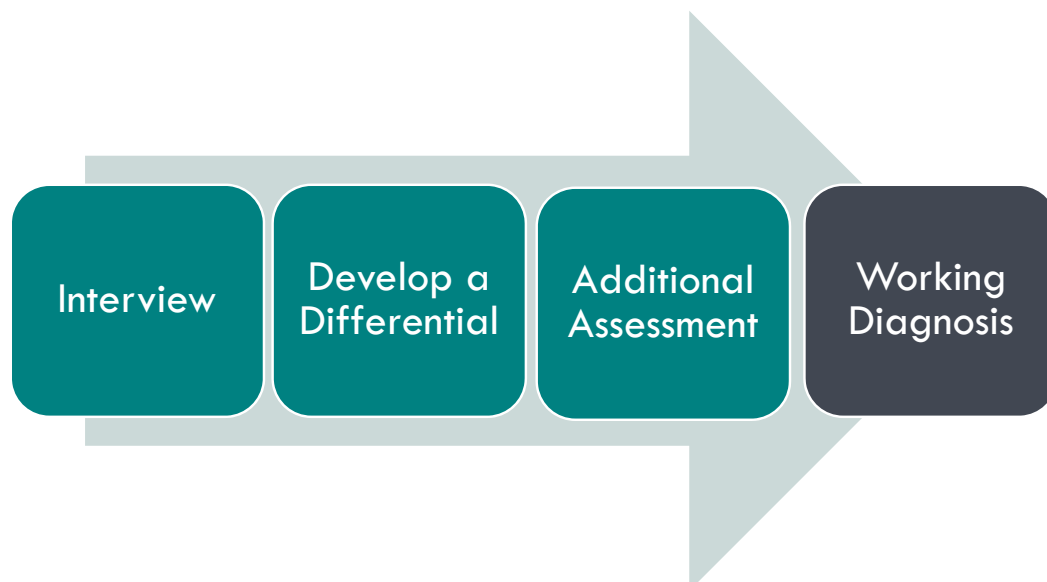 Interview
Develop a
Differential
Additional
Assessment
Working
Diagnosis